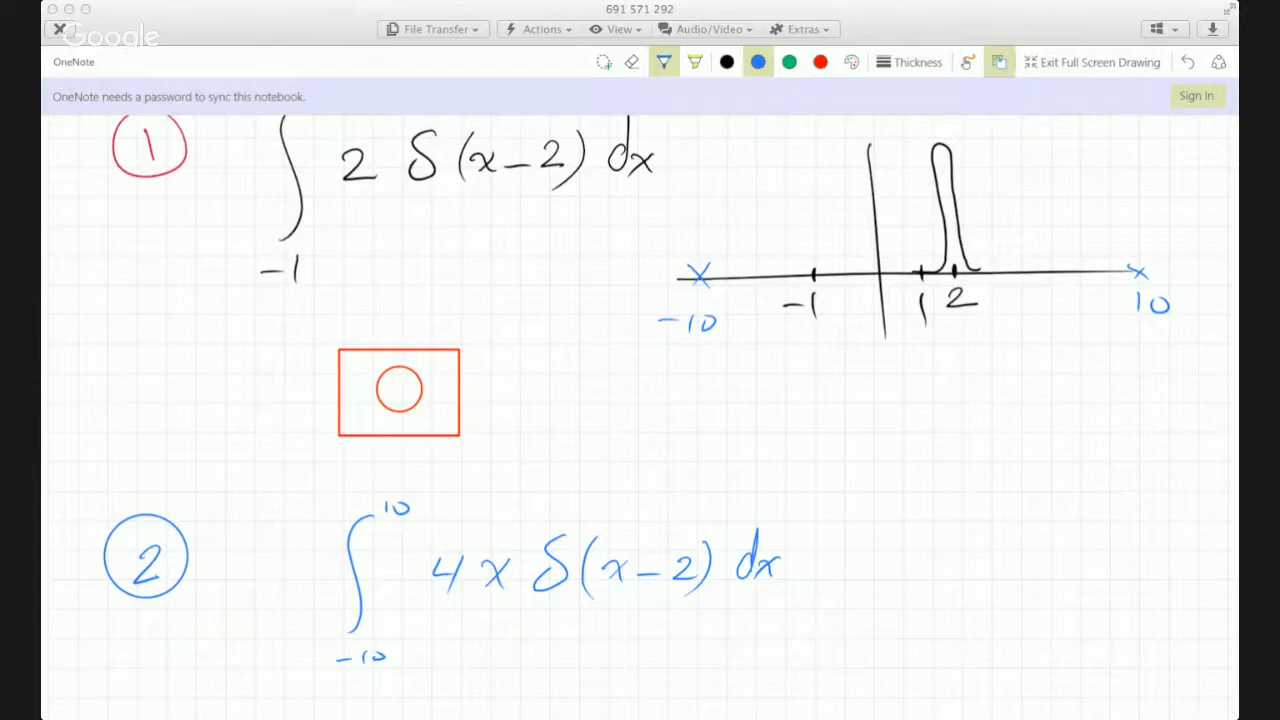 691 571 292
File Transfer Actions View Audio/Video Extras
Google
OneNote Thickness Exit Full Screen Drawing
OneNote needs a password to sync this notebook. Sign In
① ∫ 2 δ(x-2) dx
-1
-10 -1 1 2 10
0
② ∫ 4x δ(x-2) dx
10
-10